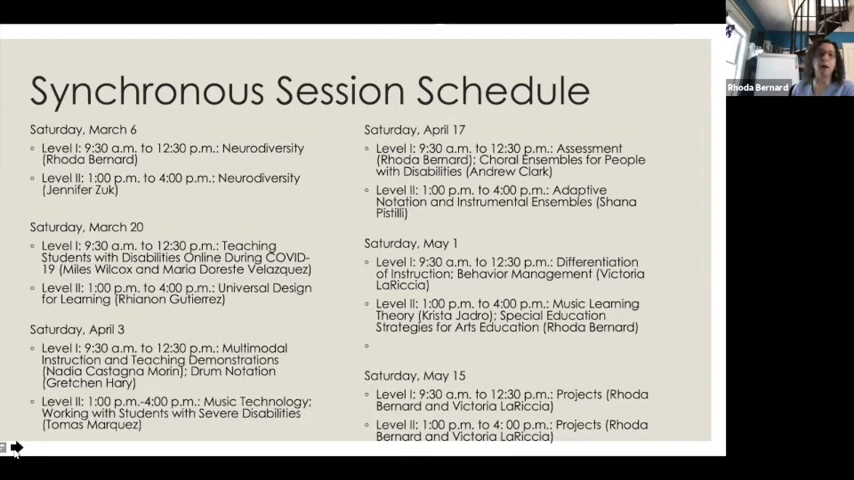 Synchronous Session Schedule
Saturday, March 6
Level I: 9:30 a.m. to 12:30 p.m.: Neurodiversity
(Rhoda Bernard)
Level II: 1:00 p.m. to 4:00 p.m.: Neurodiversity
(Jennifer Zuk)
Saturday, March 20
Level I: 9:30 a.m. to 12:30 p.m.: Teaching
Students with Disabilities Online During COVID-
19 (Miles Wilcox and Maria Doreste Velazquez)
Level II: 1:00 p.m. to 4:00 p.m.: Universal Design
for Learning (Rhianon Gutierrez)
Saturday, April 3
Level I: 9:30 a.m. to 12:30 p.m.: Multimodal
Instruction and Teaching Demonstrations
(Nadia Castagna Morin); Drum Notation
(Gretchen Hary)
Level II: 1:00 p.m.-4:00 p.m.: Music Technology;
Working with Students with Severe Disabilities
(Tomas Marquez)
Saturday, April 17
Level I: 9:30 a.m. to 12:30 p.m.: Assessment
(Rhoda Bernard); Choral Ensembles for People
with Disabilities (Andrew Clark)
Level II: 1:00 p.m. to 4:00 p.m.: Adaptive
Notation and Instrumental Ensembles (Shana
Pistilli)
Saturday, May 1
Level I: 9:30 a.m. to 12:30 p.m.: Differentiation
of Instruction; Behavior Management (Victoria
LaRiccia)
Level II: 1:00 p.m. to 4:00 p.m.: Music Learning
Theory (Krista Jadro); Special Education
Strategies for Arts Education (Rhoda Bernard)
Saturday, May 15
Level I: 9:30 a.m. to 12:30 p.m.: Projects (Rhoda
Bernard and Victoria LaRiccia)
Level II: 1:00 p.m. to 4: 00 p.m.: Projects (Rhoda
Bernard and Victoria LaRiccia)
Rhoda Bernard